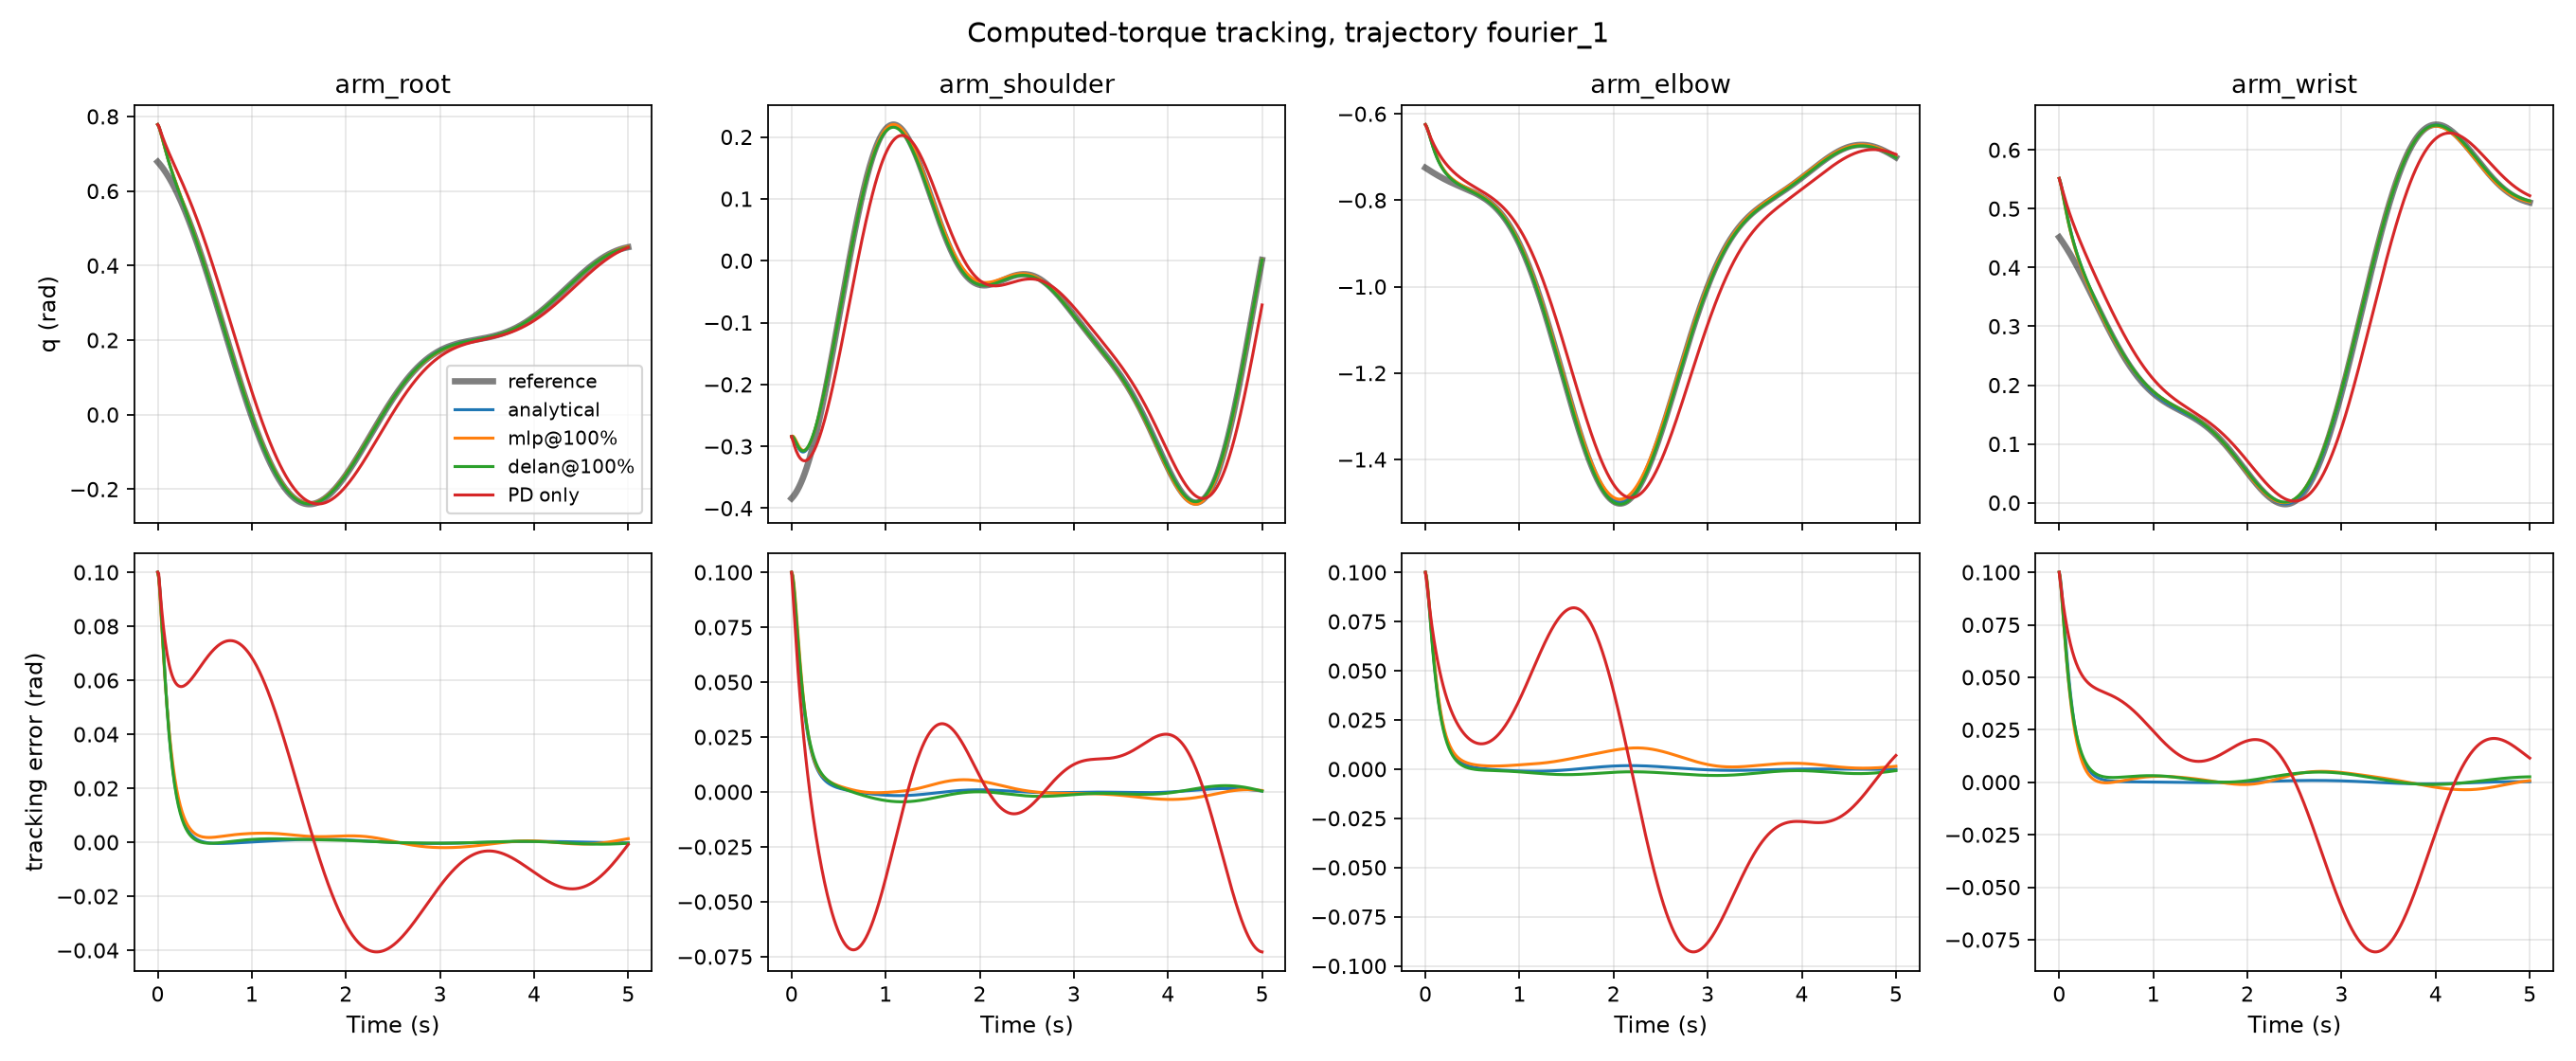 Computed-torque tracking, trajectory fourier_1
arm_root
arm_shoulder
arm_elbow
arm_wrist
q (rad)
0.8
0.6
0.4
0.2
0.0
−0.2
reference
analytical
mlp@100%
delan@100%
PD only
0.2
0.1
0.0
−0.1
−0.2
−0.3
−0.4
−0.6
−0.8
−1.0
−1.2
−1.4
0.6
0.5
0.4
0.3
0.2
0.1
0.0
tracking error (rad)
0.10
0.08
0.06
0.04
0.02
0.00
−0.02
−0.04
0 1 2 3 4 5
Time (s)
0.100
0.075
0.050
0.025
0.000
−0.025
−0.050
−0.075
0 1 2 3 4 5
Time (s)
0.100
0.075
0.050
0.025
0.000
−0.025
−0.050
−0.075
−0.100
0 1 2 3 4 5
Time (s)
0.100
0.075
0.050
0.025
0.000
−0.025
−0.050
−0.075
0 1 2 3 4 5
Time (s)